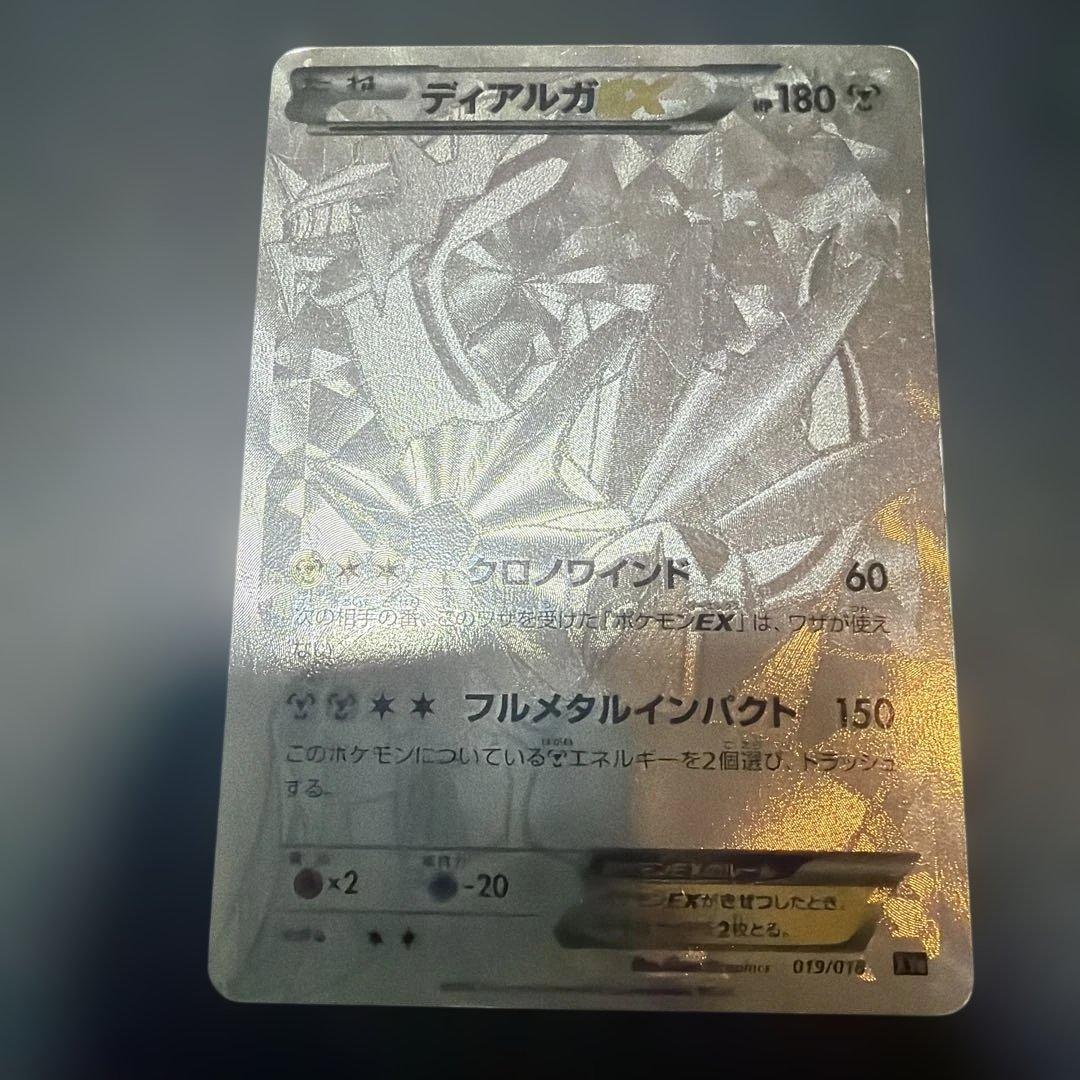 ディアルガEX HP180
クロノワインド 60
次の相手の番、このワザを受けた「ポケモンEX」は、ワザが使え
ない。
フルメタルインパクト 150
このポケモンについている エネルギーを2個選び、トラッシュ
する。
×2 -20
EXがきぜつしたとき、
2枚とる。
019/018